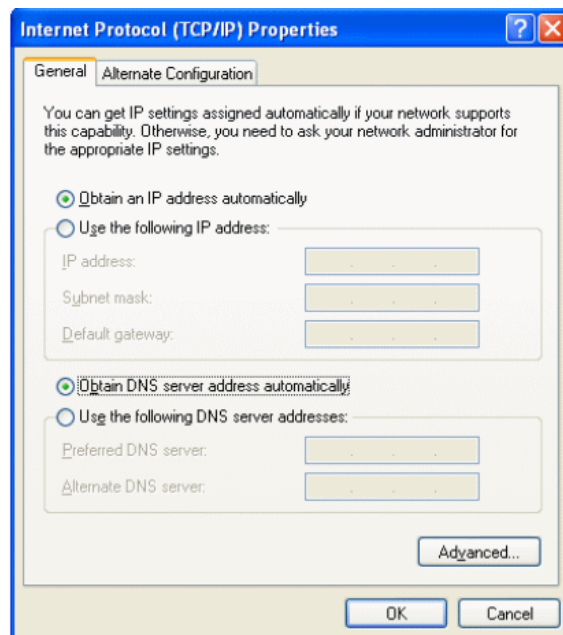 Internet Protocol (TCP/IP) Properties
General
Alternate Configuration
You can get IP settings assigned automatically if your network supports
this capability. Otherwise, you need to ask your network administrator for
the appropriate IP settings.
Obtain an IP address automatically
Use the following IP address:
IP address:
Subnet mask:
Default gateway:
Obtain DNS server address automatically
Use the following DNS server addresses:
Preferred DNS server:
Alternate DNS server:
Advanced...
OK
Cancel